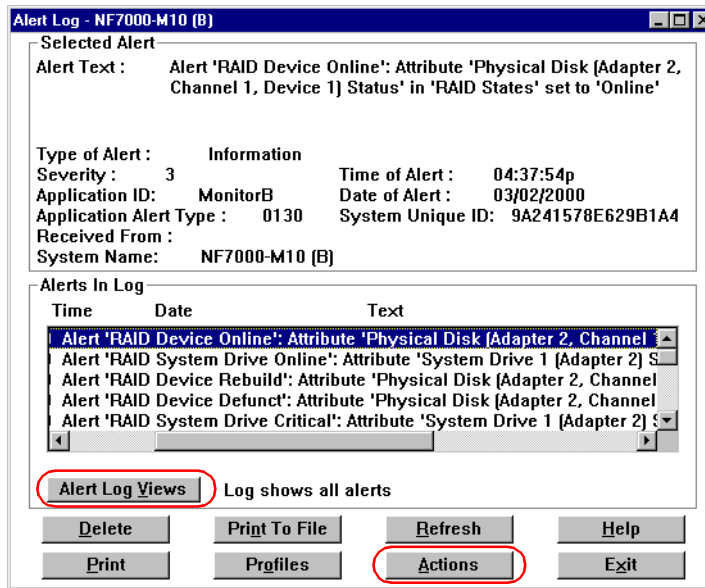 Alert Log - NF7000-M10 (B)
Selected Alert
Alert Text : Alert 'RAID Device Online': Attribute 'Physical Disk (Adapter 2,
Channel 1, Device 1) Status' in 'RAID States' set to 'Online'
Type of Alert : Information
Severity : 3 Time of Alert : 04:37:54p
Application ID: MonitorB Date of Alert : 03/02/2000
Application Alert Type : 0130 System Unique ID: 9A241578E629B1A4
Received From :
System Name: NF7000-M10 (B)
Alerts In Log
Time Date Text
Alert 'RAID Device Online': Attribute 'Physical Disk (Adapter 2, Channel
Alert 'RAID System Drive Online': Attribute 'System Drive 1 (Adapter 2) S
Alert 'RAID Device Rebuild': Attribute 'Physical Disk (Adapter 2, Channel
Alert 'RAID Device Defunct': Attribute 'Physical Disk (Adapter 2, Channel
Alert 'RAID System Drive Critical': Attribute 'System Drive 1 (Adapter 2) S
Alert Log Views Log shows all alerts
Delete Print To File Refresh Help
Print Profiles Actions Exit